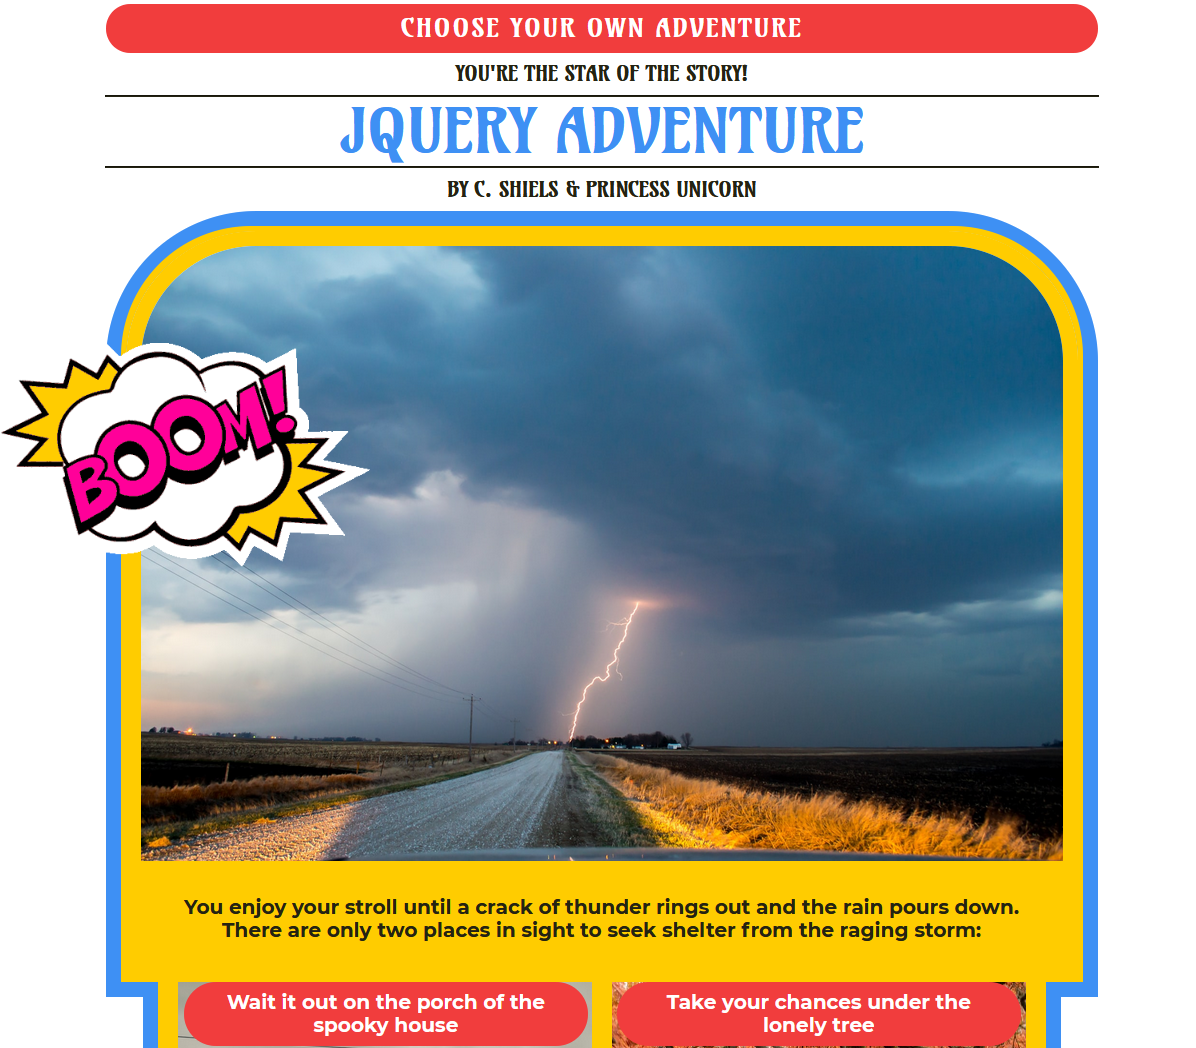 CHOOSE YOUR OWN ADVENTURE
YOU'RE THE STAR OF THE STORY!
JQUERY ADVENTURE
BY C. SHIELS & PRINCESS UNICORN
BOOM!
You enjoy your stroll until a crack of thunder rings out and the rain pours down.
There are only two places in sight to seek shelter from the raging storm:
Wait it out on the porch of the
spooky house
Take your chances under the
lonely tree